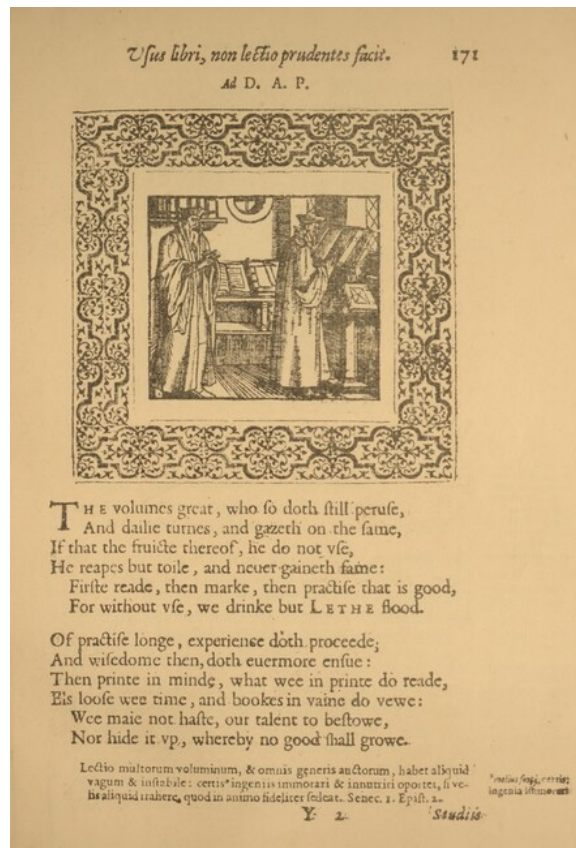 Uſus libri, non lectio prudentes facit. 171
Ad D. A. P.
THE volumes great, who ſo doth ſtill peruſe,
And dailie turnes, and gazeth on the ſame,
If that the fruicte thereof, he do not vſe,
He reapes but toile, and neuer gaineth fame:
Firſte reade, then marke, then practiſe that is good,
For without vſe, we drinke but LETHE flood.
Of practiſe longe, experience doth proceede;
And wiſedome then, doth euermore enſue:
Then printe in minde, what wee in printe do reade,
Els looſe wee time, and bookes in vaine do vewe:
Wee maie not haſte, our talent to beſtowe,
Nor hide it vp, whereby no good ſhall growe.
Lectio multorum voluminum, & omnis generis auctorum, habet aliquid
vagum & inſtabile: certis* ingeniis immorari & innutriri oportet, ſi ve-
lis aliquid trahere, quod in animo fideliter ſedeat. Senec. 1. Epiſt. 2.
certis
ingenia
Y 2 Studiis